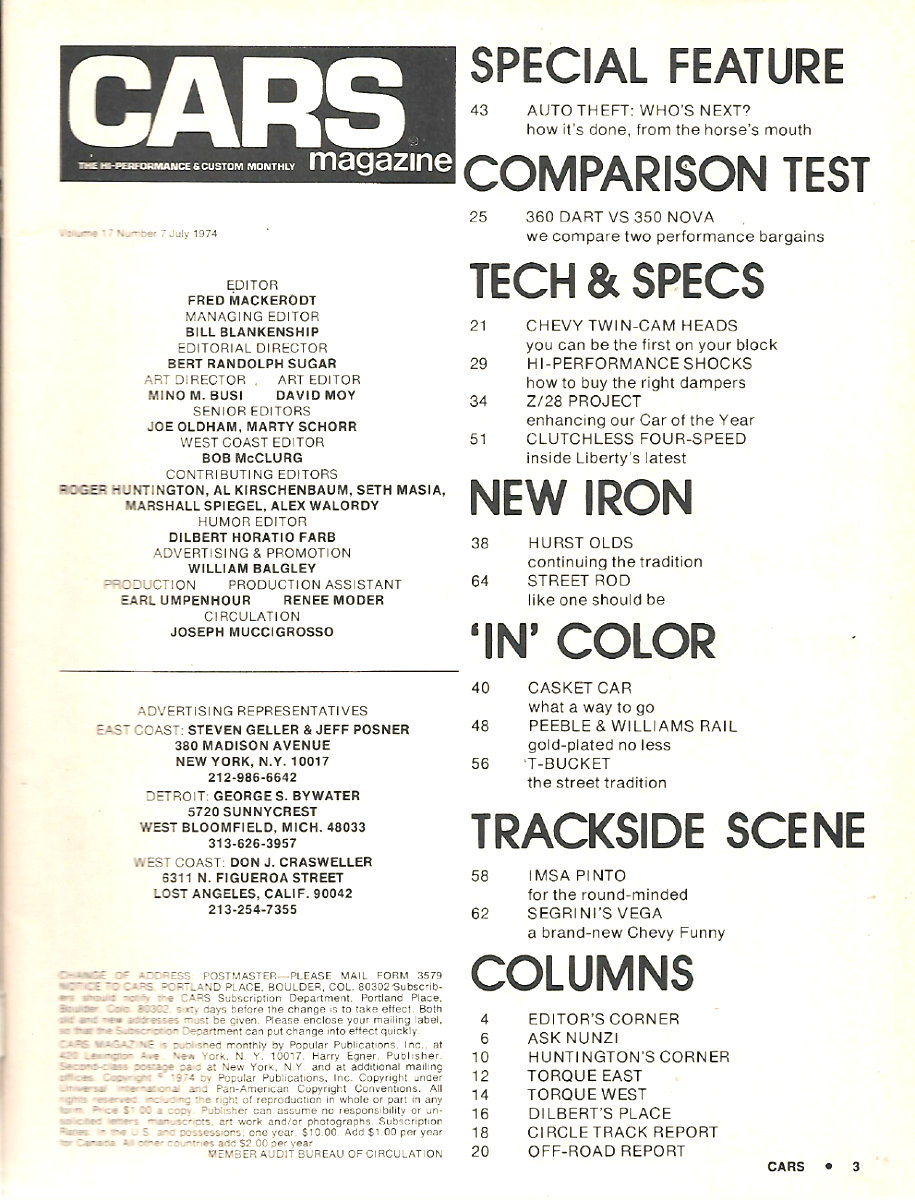 CARS
THE HI-PERFORMANCE & CUSTOM MONTHLY
magazine
Volume 17 Number 7 July 1974
EDITOR
FRED MACKERODT
MANAGING EDITOR
BILL BLANKENSHIP
EDITORIAL DIRECTOR
BERT RANDOLPH SUGAR
ART DIRECTOR ART EDITOR
MINO M. BUSI DAVID MOY
SENIOR EDITORS
JOE OLDHAM, MARTY SCHORR
WEST COAST EDITOR
BOB McCLURG
CONTRIBUTING EDITORS
ROGER HUNTINGTON, AL KIRSCHENBAUM, SETH MASIA,
MARSHALL SPIEGEL, ALEX WALORDY
HUMOR EDITOR
DILBERT HORATIO FARB
ADVERTISING & PROMOTION
WILLIAM BALGLEY
PRODUCTION PRODUCTION ASSISTANT
EARL UMPENHOUR RENEE MODER
CIRCULATION
JOSEPH MUCCIGROSSO
ADVERTISING REPRESENTATIVES
EAST COAST: STEVEN GELLER & JEFF POSNER
380 MADISON AVENUE
NEW YORK, N.Y. 10017
212-986-6642
DETROIT: GEORGE S. BYWATER
5720 SUNNYCREST
WEST BLOOMFIELD, MICH. 48033
313-626-3957
WEST COAST: DON J. CRASWELLER
6311 N. FIGUEROA STREET
LOST ANGELES, CALIF. 90042
213-254-7355
CHANGE OF ADDRESS: POSTMASTER—PLEASE MAIL FORM 3579
NOTICE TO CARS, PORTLAND PLACE, BOULDER, COL. 80302 Subscrib-
ers should notify the CARS Subscription Department, Portland Place,
Boulder, Colo. 80302, sixty days before the change is to take effect. Both
old and new addresses must be given. Please enclose your mailing label,
so that the Subscription Department can put change into effect quickly.
CARS MAGAZINE is published monthly by Popular Publications, Inc., at
420 Lexington Ave., New York, N. Y. 10017. Harry Egner, Publisher.
Second-class postage paid at New York, N.Y. and at additional mailing
offices. Copyright © 1974 by Popular Publications, Inc. Copyright under
Universal International and Pan-American Copyright Conventions. All
rights reserved, including the right of reproduction in whole or part in any
form. Price $1.00 a copy. Publisher can assume no responsibility or un-
solicited letters, manuscripts, art work and/or photographs. Subscription
Rates: in the U.S. and possessions, one year, $10.00. Add $1.00 per year
for Canada. All other countries add $2.00 per year.
MEMBER AUDIT BUREAU OF CIRCULATION
SPECIAL FEATURE
43 AUTO THEFT: WHO'S NEXT?
how it's done, from the horse's mouth
COMPARISON TEST
25 360 DART VS 350 NOVA
we compare two performance bargains
TECH & SPECS
21 CHEVY TWIN-CAM HEADS
you can be the first on your block
29 HI-PERFORMANCE SHOCKS
how to buy the right dampers
34 Z/28 PROJECT
enhancing our Car of the Year
51 CLUTCHLESS FOUR-SPEED
inside Liberty's latest
NEW IRON
38 HURST OLDS
continuing the tradition
64 STREET ROD
like one should be
'IN' COLOR
40 CASKET CAR
what a way to go
48 PEEBLE & WILLIAMS RAIL
gold-plated no less
56 T-BUCKET
the street tradition
TRACKSIDE SCENE
58 IMSA PINTO
for the round-minded
62 SEGRINI'S VEGA
a brand-new Chevy Funny
COLUMNS
4 EDITOR'S CORNER
6 ASK NUNZI
10 HUNTINGTON'S CORNER
12 TORQUE EAST
14 TORQUE WEST
16 DILBERT'S PLACE
18 CIRCLE TRACK REPORT
20 OFF-ROAD REPORT
CARS • 3